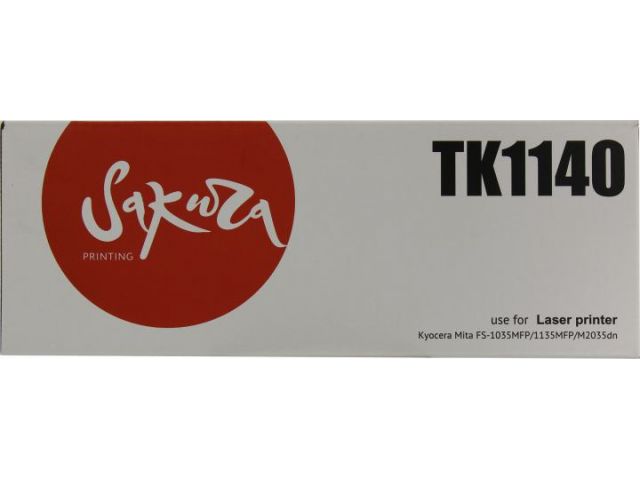 Sakura
PRINTING
TK1140
use for Laser printer
Kyocera Mita FS-1035MFP/1135MFP/M2035dn